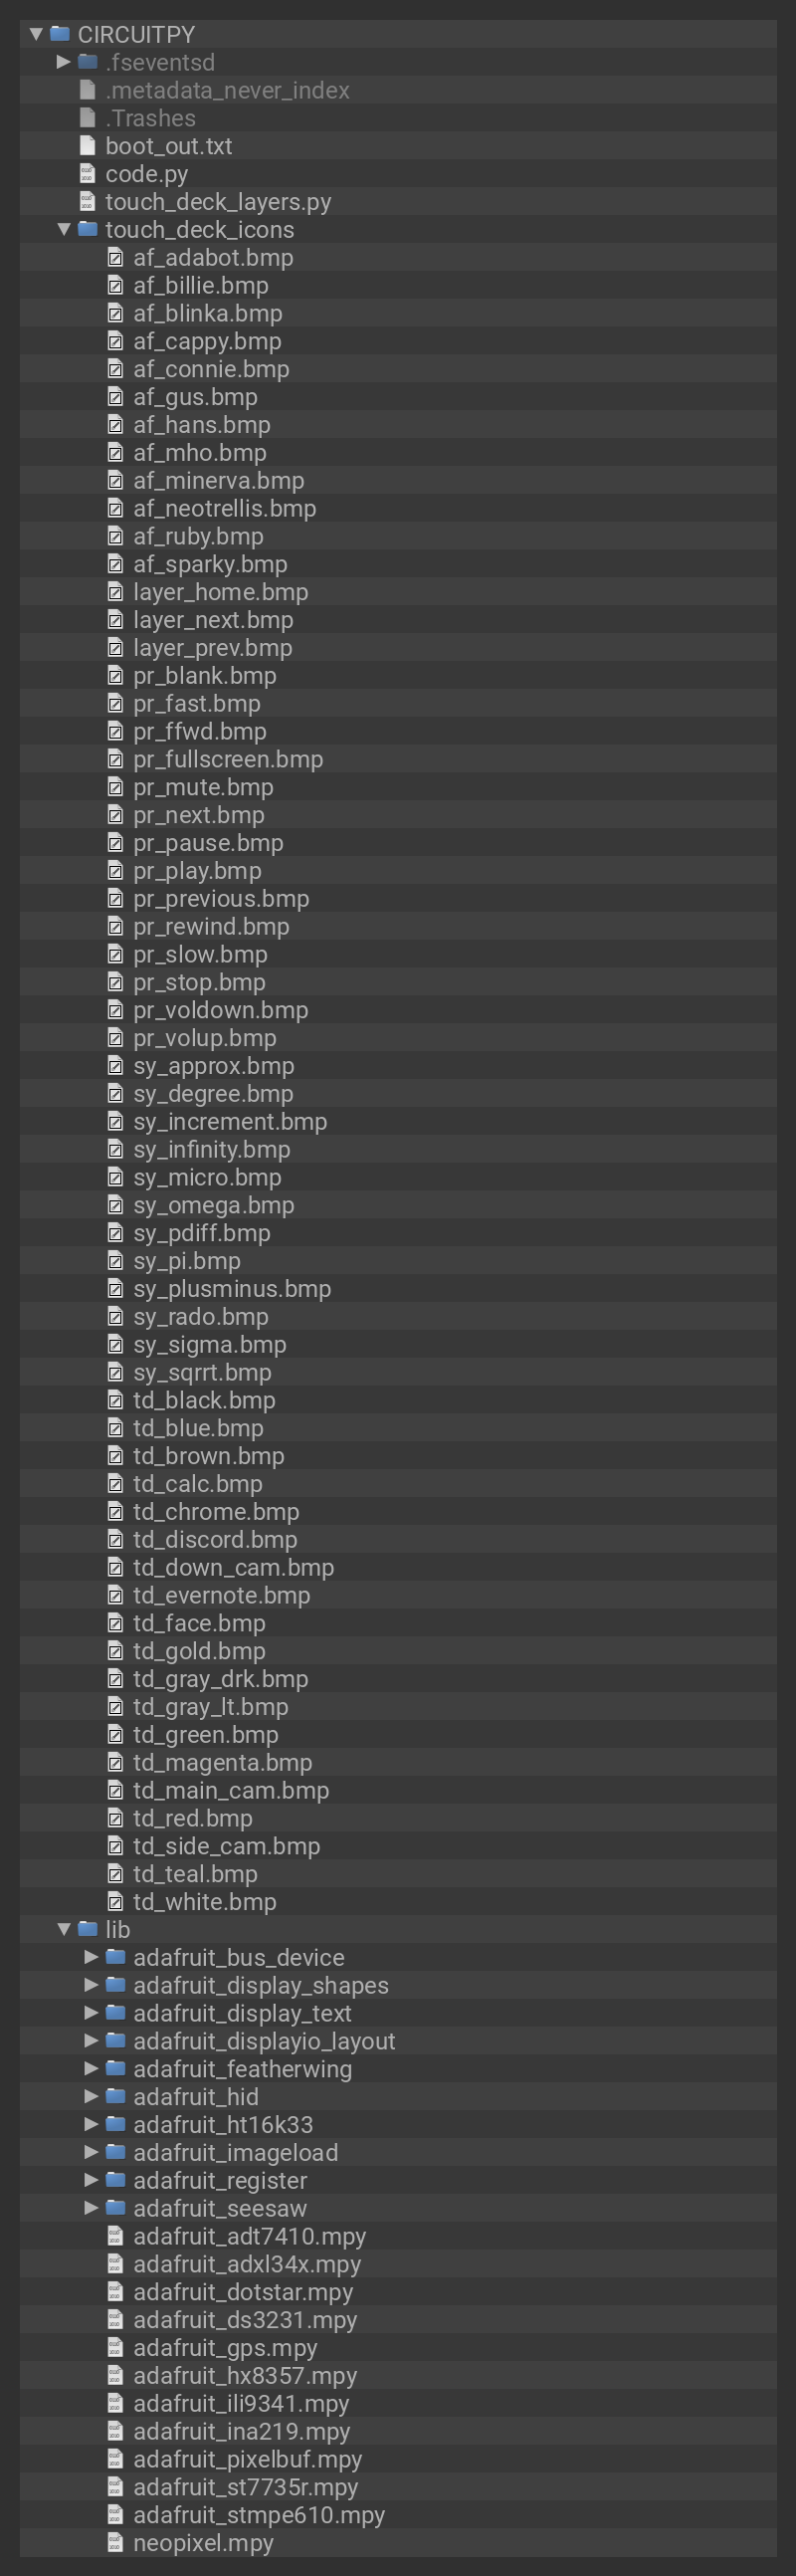 CIRCUITPY
.fseventsd
.metadata_never_index
.Trashes
boot_out.txt
code.py
touch_deck_layers.py
touch_deck_icons
af_adabot.bmp
af_billie.bmp
af_blinka.bmp
af_cappy.bmp
af_connie.bmp
af_gus.bmp
af_hans.bmp
af_mho.bmp
af_minerva.bmp
af_neotrellis.bmp
af_ruby.bmp
af_sparky.bmp
layer_home.bmp
layer_next.bmp
layer_prev.bmp
pr_blank.bmp
pr_fast.bmp
pr_ffwd.bmp
pr_fullscreen.bmp
pr_mute.bmp
pr_next.bmp
pr_pause.bmp
pr_play.bmp
pr_previous.bmp
pr_rewind.bmp
pr_slow.bmp
pr_stop.bmp
pr_voldown.bmp
pr_volup.bmp
sy_approx.bmp
sy_degree.bmp
sy_increment.bmp
sy_infinity.bmp
sy_micro.bmp
sy_omega.bmp
sy_pdiff.bmp
sy_pi.bmp
sy_plusminus.bmp
sy_rado.bmp
sy_sigma.bmp
sy_sqrrt.bmp
td_black.bmp
td_blue.bmp
td_brown.bmp
td_calc.bmp
td_chrome.bmp
td_discord.bmp
td_down_cam.bmp
td_evernote.bmp
td_face.bmp
td_gold.bmp
td_gray_drk.bmp
td_gray_lt.bmp
td_green.bmp
td_magenta.bmp
td_main_cam.bmp
td_red.bmp
td_side_cam.bmp
td_teal.bmp
td_white.bmp
lib
adafruit_bus_device
adafruit_display_shapes
adafruit_display_text
adafruit_displayio_layout
adafruit_featherwing
adafruit_hid
adafruit_ht16k33
adafruit_imageload
adafruit_register
adafruit_seesaw
adafruit_adt7410.mpy
adafruit_adxl34x.mpy
adafruit_dotstar.mpy
adafruit_ds3231.mpy
adafruit_gps.mpy
adafruit_hx8357.mpy
adafruit_ili9341.mpy
adafruit_ina219.mpy
adafruit_pixelbuf.mpy
adafruit_st7735r.mpy
adafruit_stmpe610.mpy
neopixel.mpy